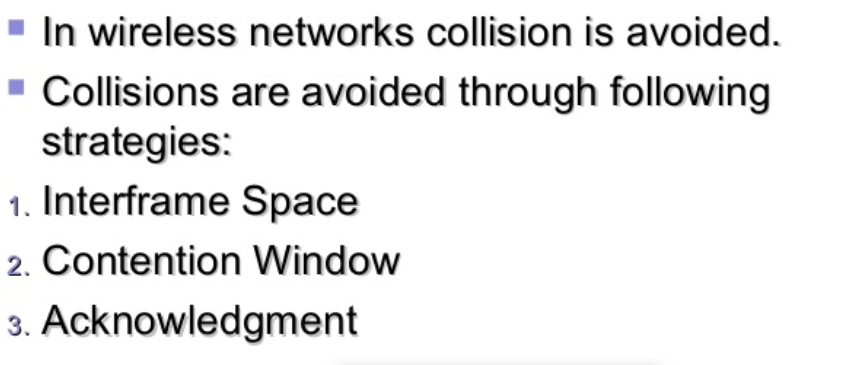 In wireless networks collision is avoided.
Collisions are avoided through following
strategies:
1. Interframe Space
2. Contention Window
3. Acknowledgment